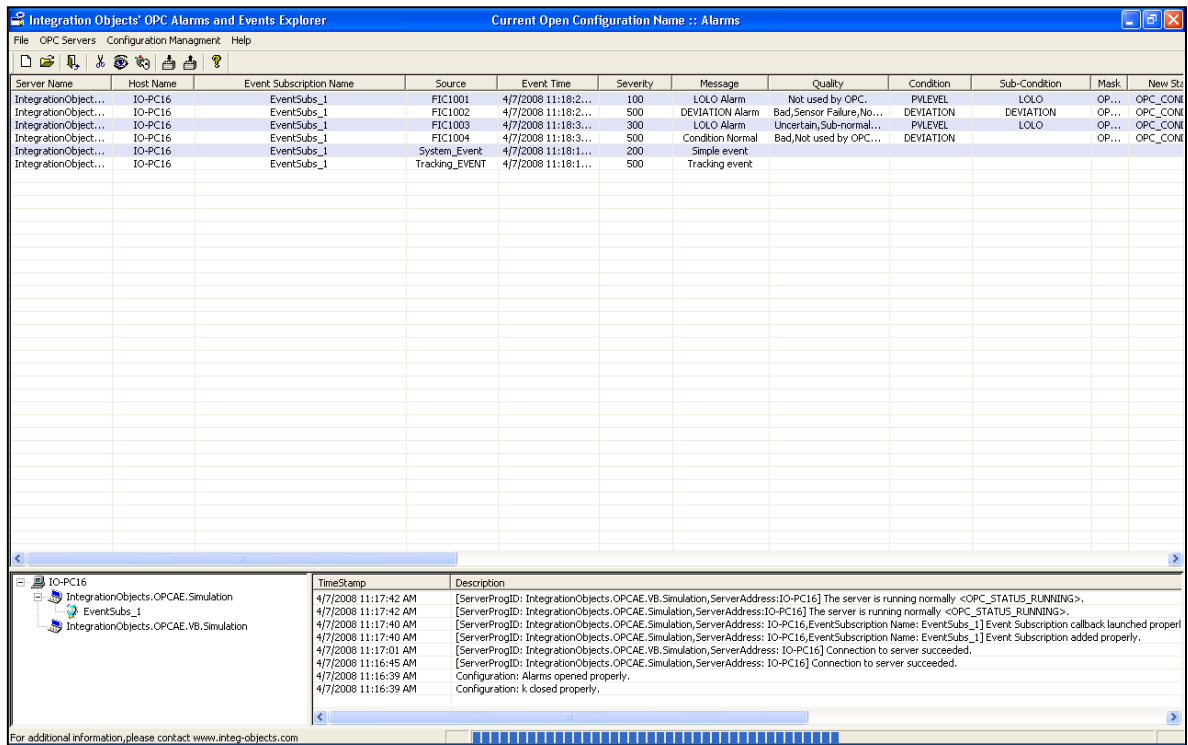 Integration Objects' OPC Alarms and Events Explorer Current Open Configuration Name :: Alarms
File OPC Servers Configuration Managment Help
Server Name Host Name Event Subscription Name Source Event Time Severity Message Quality Condition Sub-Condition Mask New Sta
IntegrationObject... IO-PC16 EventSubs_1 FIC1001 4/7/2008 11:18:2... 100 LOLO Alarm Not used by OPC. PVLEVEL LOLO OP... OPC_COND
IntegrationObject... IO-PC16 EventSubs_1 FIC1002 4/7/2008 11:18:2... 500 DEVIATION Alarm Bad,Sensor Failure,No... DEVIATION DEVIATION OP... OPC_COND
IntegrationObject... IO-PC16 EventSubs_1 FIC1003 4/7/2008 11:18:3... 300 LOLO Alarm Uncertain,Sub-normal... PVLEVEL LOLO OP... OPC_COND
IntegrationObject... IO-PC16 EventSubs_1 FIC1004 4/7/2008 11:18:3... 500 Condition Normal Bad,Not used by OPC... DEVIATION OP... OPC_COND
IntegrationObject... IO-PC16 EventSubs_1 System_Event 4/7/2008 11:18:1... 200 Simple event
IntegrationObject... IO-PC16 EventSubs_1 Tracking_EVENT 4/7/2008 11:18:1... 500 Tracking event
IO-PC16
IntegrationObjects.OPCAE.Simulation
EventSubs_1
IntegrationObjects.OPCAE.VB.Simulation
TimeStamp Description
4/7/2008 11:17:42 AM [ServerProgID: IntegrationObjects.OPCAE.VB.Simulation,ServerAddress:IO-PC16] The server is running normally <OPC_STATUS_RUNNING>.
4/7/2008 11:17:42 AM [ServerProgID: IntegrationObjects.OPCAE.Simulation,ServerAddress:IO-PC16] The server is running normally <OPC_STATUS_RUNNING>.
4/7/2008 11:17:40 AM [ServerProgID: IntegrationObjects.OPCAE.Simulation,ServerAddress: IO-PC16,EventSubscription Name: EventSubs_1] Event Subscription callback launched properl
4/7/2008 11:17:40 AM [ServerProgID: IntegrationObjects.OPCAE.Simulation,ServerAddress: IO-PC16,EventSubscription Name: EventSubs_1] Event Subscription added properly.
4/7/2008 11:17:01 AM [ServerProgID: IntegrationObjects.OPCAE.VB.Simulation,ServerAddress: IO-PC16] Connection to server succeeded.
4/7/2008 11:16:45 AM [ServerProgID: IntegrationObjects.OPCAE.Simulation,ServerAddress: IO-PC16] Connection to server succeeded.
4/7/2008 11:16:39 AM Configuration: Alarms opened properly.
4/7/2008 11:16:39 AM Configuration: k closed properly.
For additional information,please contact www.integ-objects.com